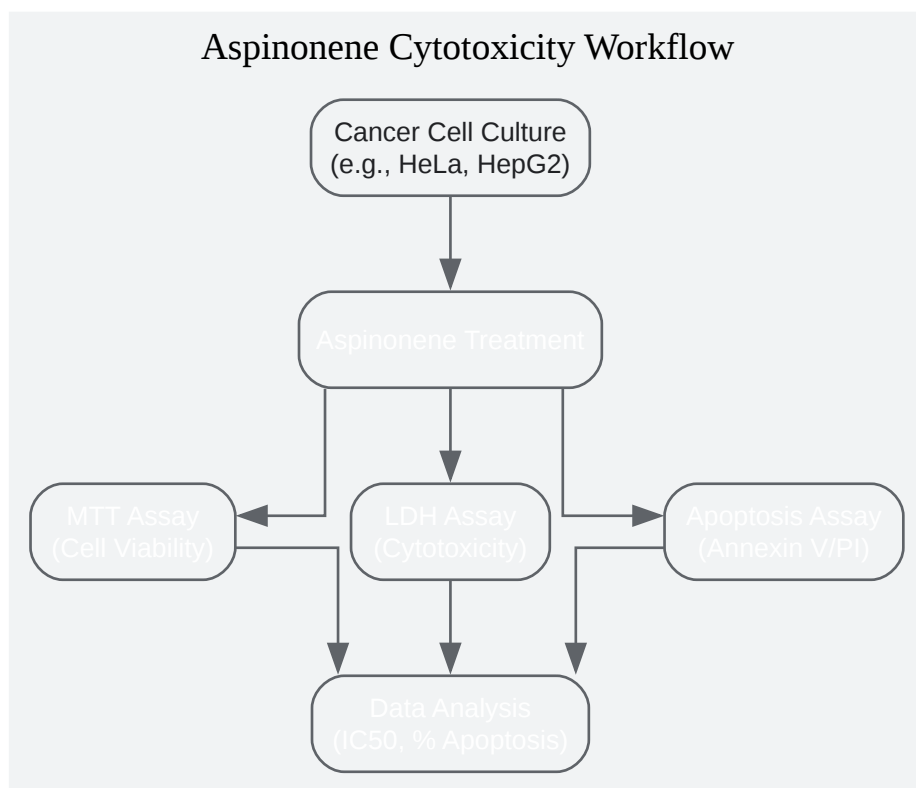 Aspinonene Cytotoxicity Workflow
Cancer Cell Culture
(e.g., HeLa, HepG2)
Aspinonene Treatment
MTT Assay
(Cell Viability)
LDH Assay
(Cytotoxicity)
Apoptosis Assay
(Annexin V/PI)
Data Analysis
(IC50, % Apoptosis)